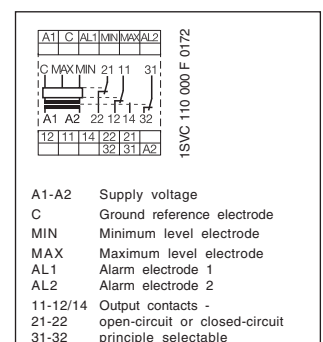 A1 C AL1 MIN MAX AL2
C MAX MIN 21 11 31
A1 A2 22 12 14 32
12 11 14 22 21
32 31 A2
1SVC 110 000 F 0172
A1-A2 Supply voltage
C Ground reference electrode
MIN Minimum level electrode
MAX Maximum level electrode
AL1 Alarm electrode 1
AL2 Alarm electrode 2
11-12/14 Output contacts -
21-22 open-circuit or closed-circuit
31-32 principle selectable